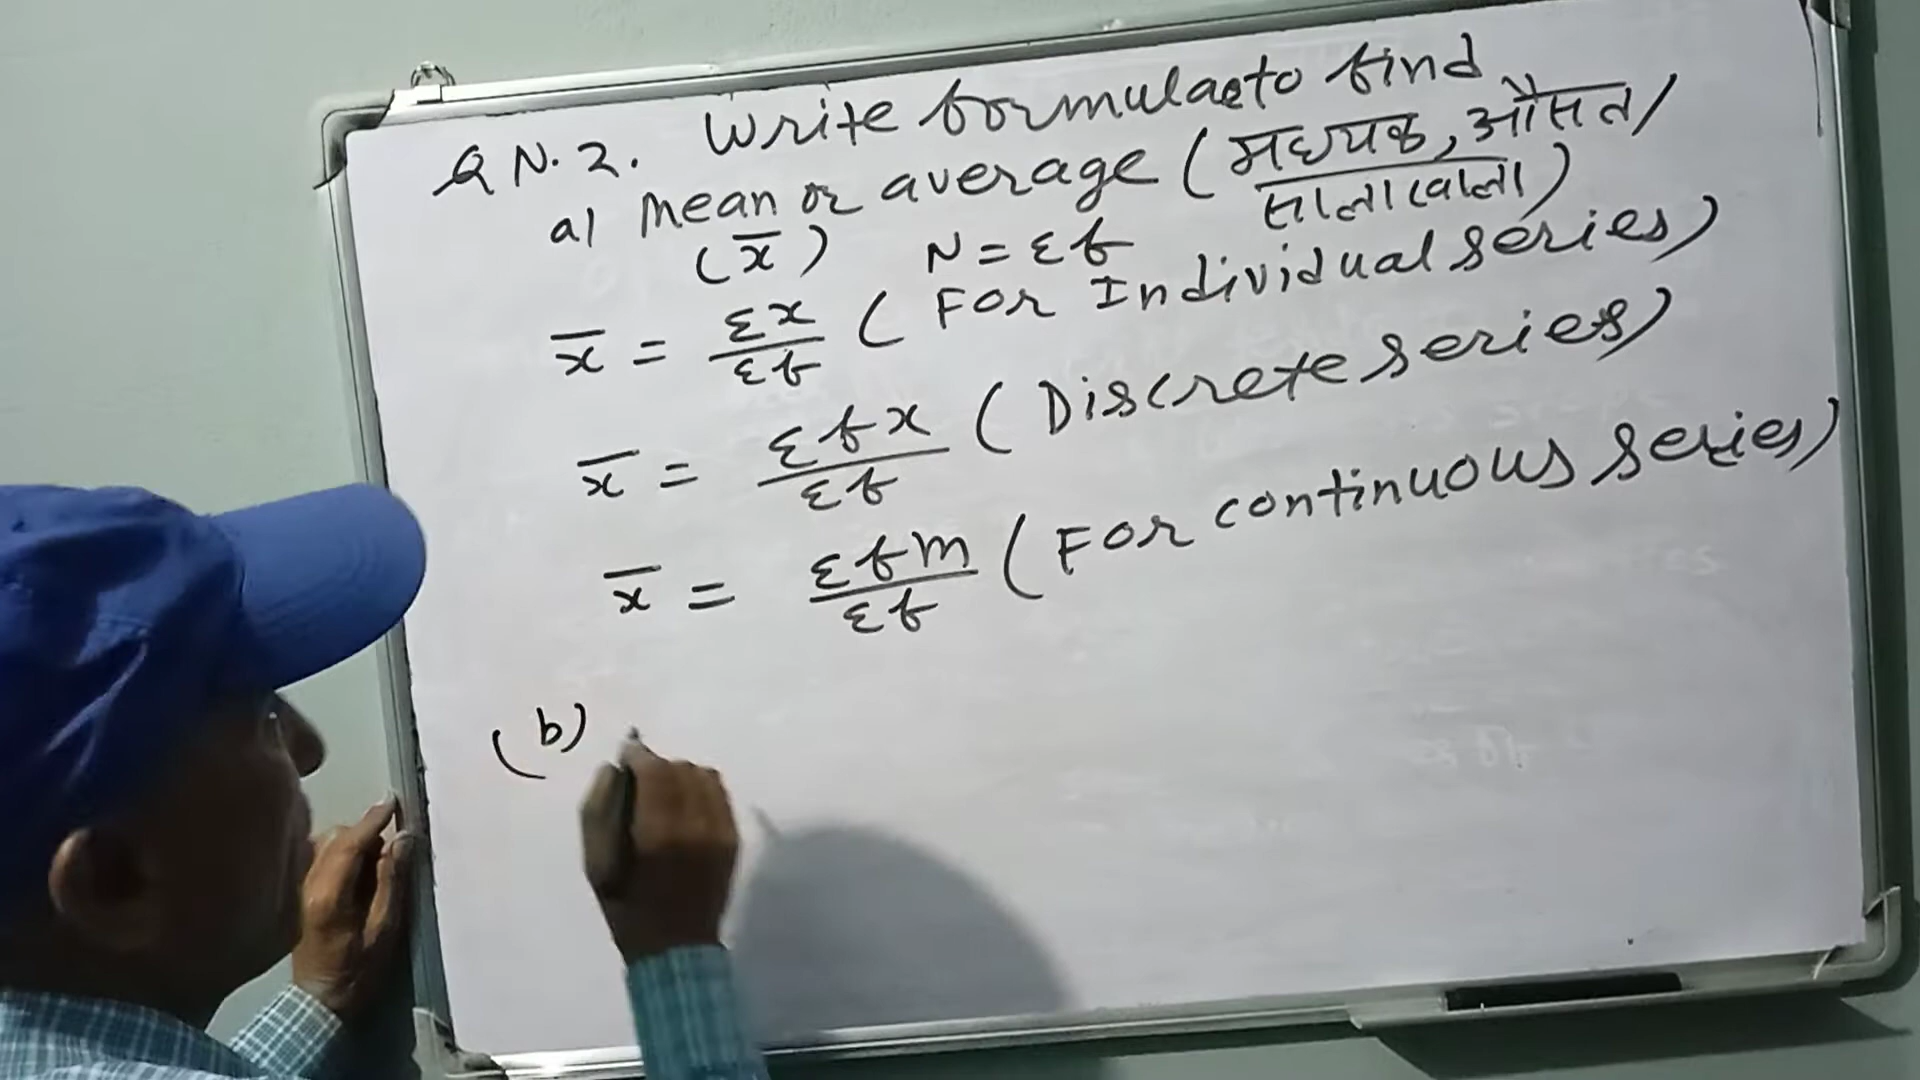 Q N. 2. Write formulae to find
a) Mean or average (मध्यक, औसत/
सालाखाला)
(x̄) N = Σf
x̄ = Σx/Σf (For Individual series)
x̄ = Σfx/Σf (Discrete series)
x̄ = Σfm/Σf (For continuous series)
(b)